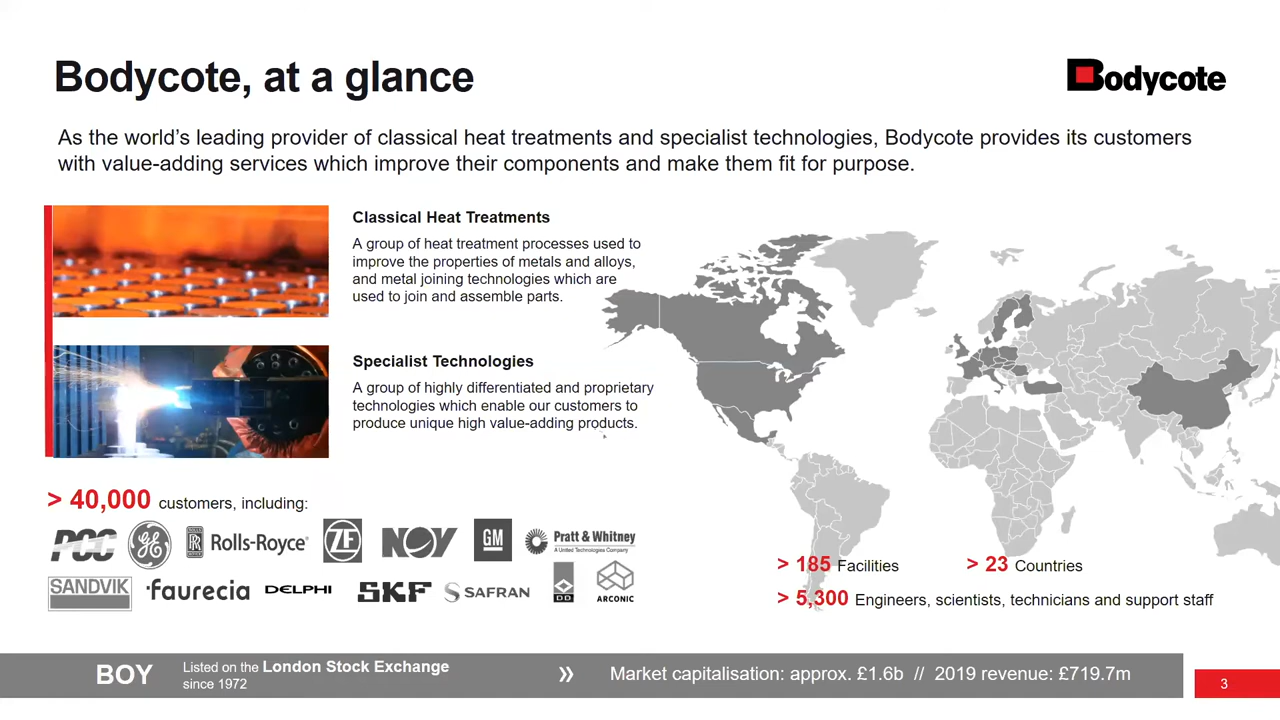 Bodycote, at a glance
Bodycote
As the world's leading provider of classical heat treatments and specialist technologies, Bodycote provides its customers
with value-adding services which improve their components and make them fit for purpose.
Classical Heat Treatments
A group of heat treatment processes used to
improve the properties of metals and alloys,
and metal joining technologies which are
used to join and assemble parts.
Specialist Technologies
A group of highly differentiated and proprietary
technologies which enable our customers to
produce unique high value-adding products.
> 40,000 customers, including:
PCC
GE
RR
Rolls-Royce
ZF
NOV
GM
Pratt & Whitney
A United Technologies Company
SANDVIK
faurecia
DELPHI
SKF
SAFRAN
DD
ARCONIC
> 185 Facilities
> 23 Countries
> 5,300 Engineers, scientists, technicians and support staff
BOY
Listed on the London Stock Exchange
since 1972
» Market capitalisation: approx. £1.6b // 2019 revenue: £719.7m
3